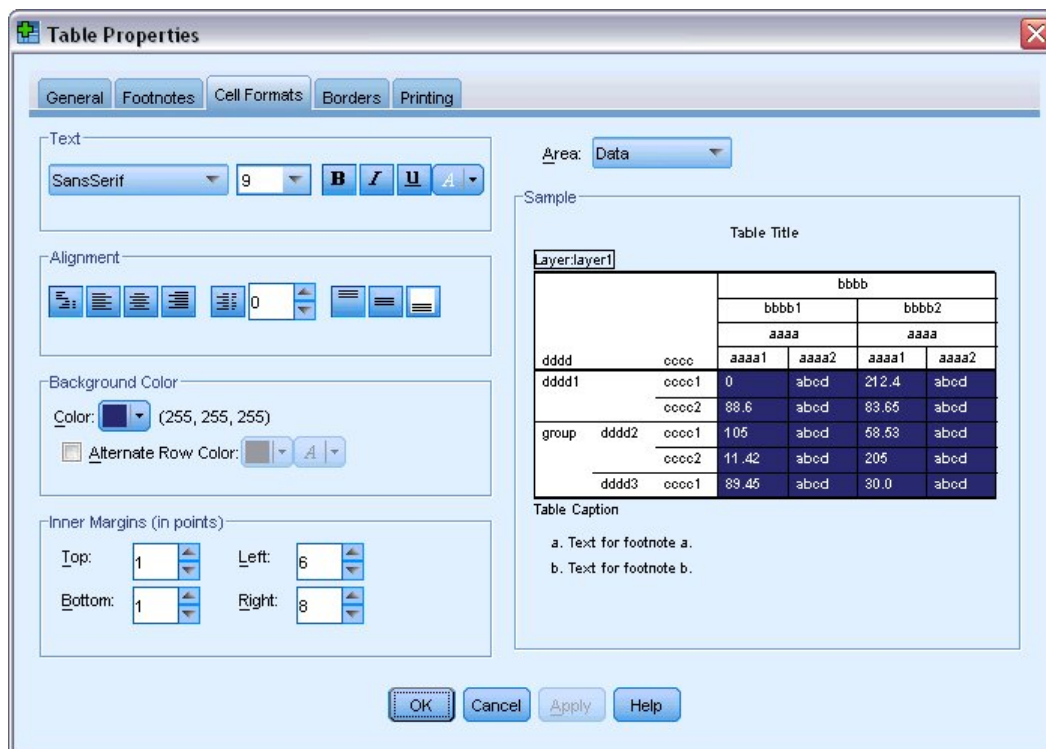 Table Properties
General Footnotes Cell Formats Borders Printing
Text
SansSerif 9 B I U A
Alignment
0
Background Color
Color: (255, 255, 255)
Alternate Row Color: A
Inner Margins (in points)
Top: 1 Left: 6
Bottom: 1 Right: 8
Area: Data
Sample
Table Title
Layer:layer1
bbbb
bbbb1 bbbb2
aaaa aaaa
dddd cccc aaaa1 aaaa2 aaaa1 aaaa2
dddd1 cccc1 0 abcd 212.4 abcd
cccc2 88.6 abcd 83.65 abcd
group dddd2 cccc1 105 abcd 58.53 abcd
cccc2 11.42 abcd 205 abcd
dddd3 cccc1 89.45 abcd 30.0 abcd
Table Caption
a. Text for footnote a.
b. Text for footnote b.
OK Cancel Apply Help